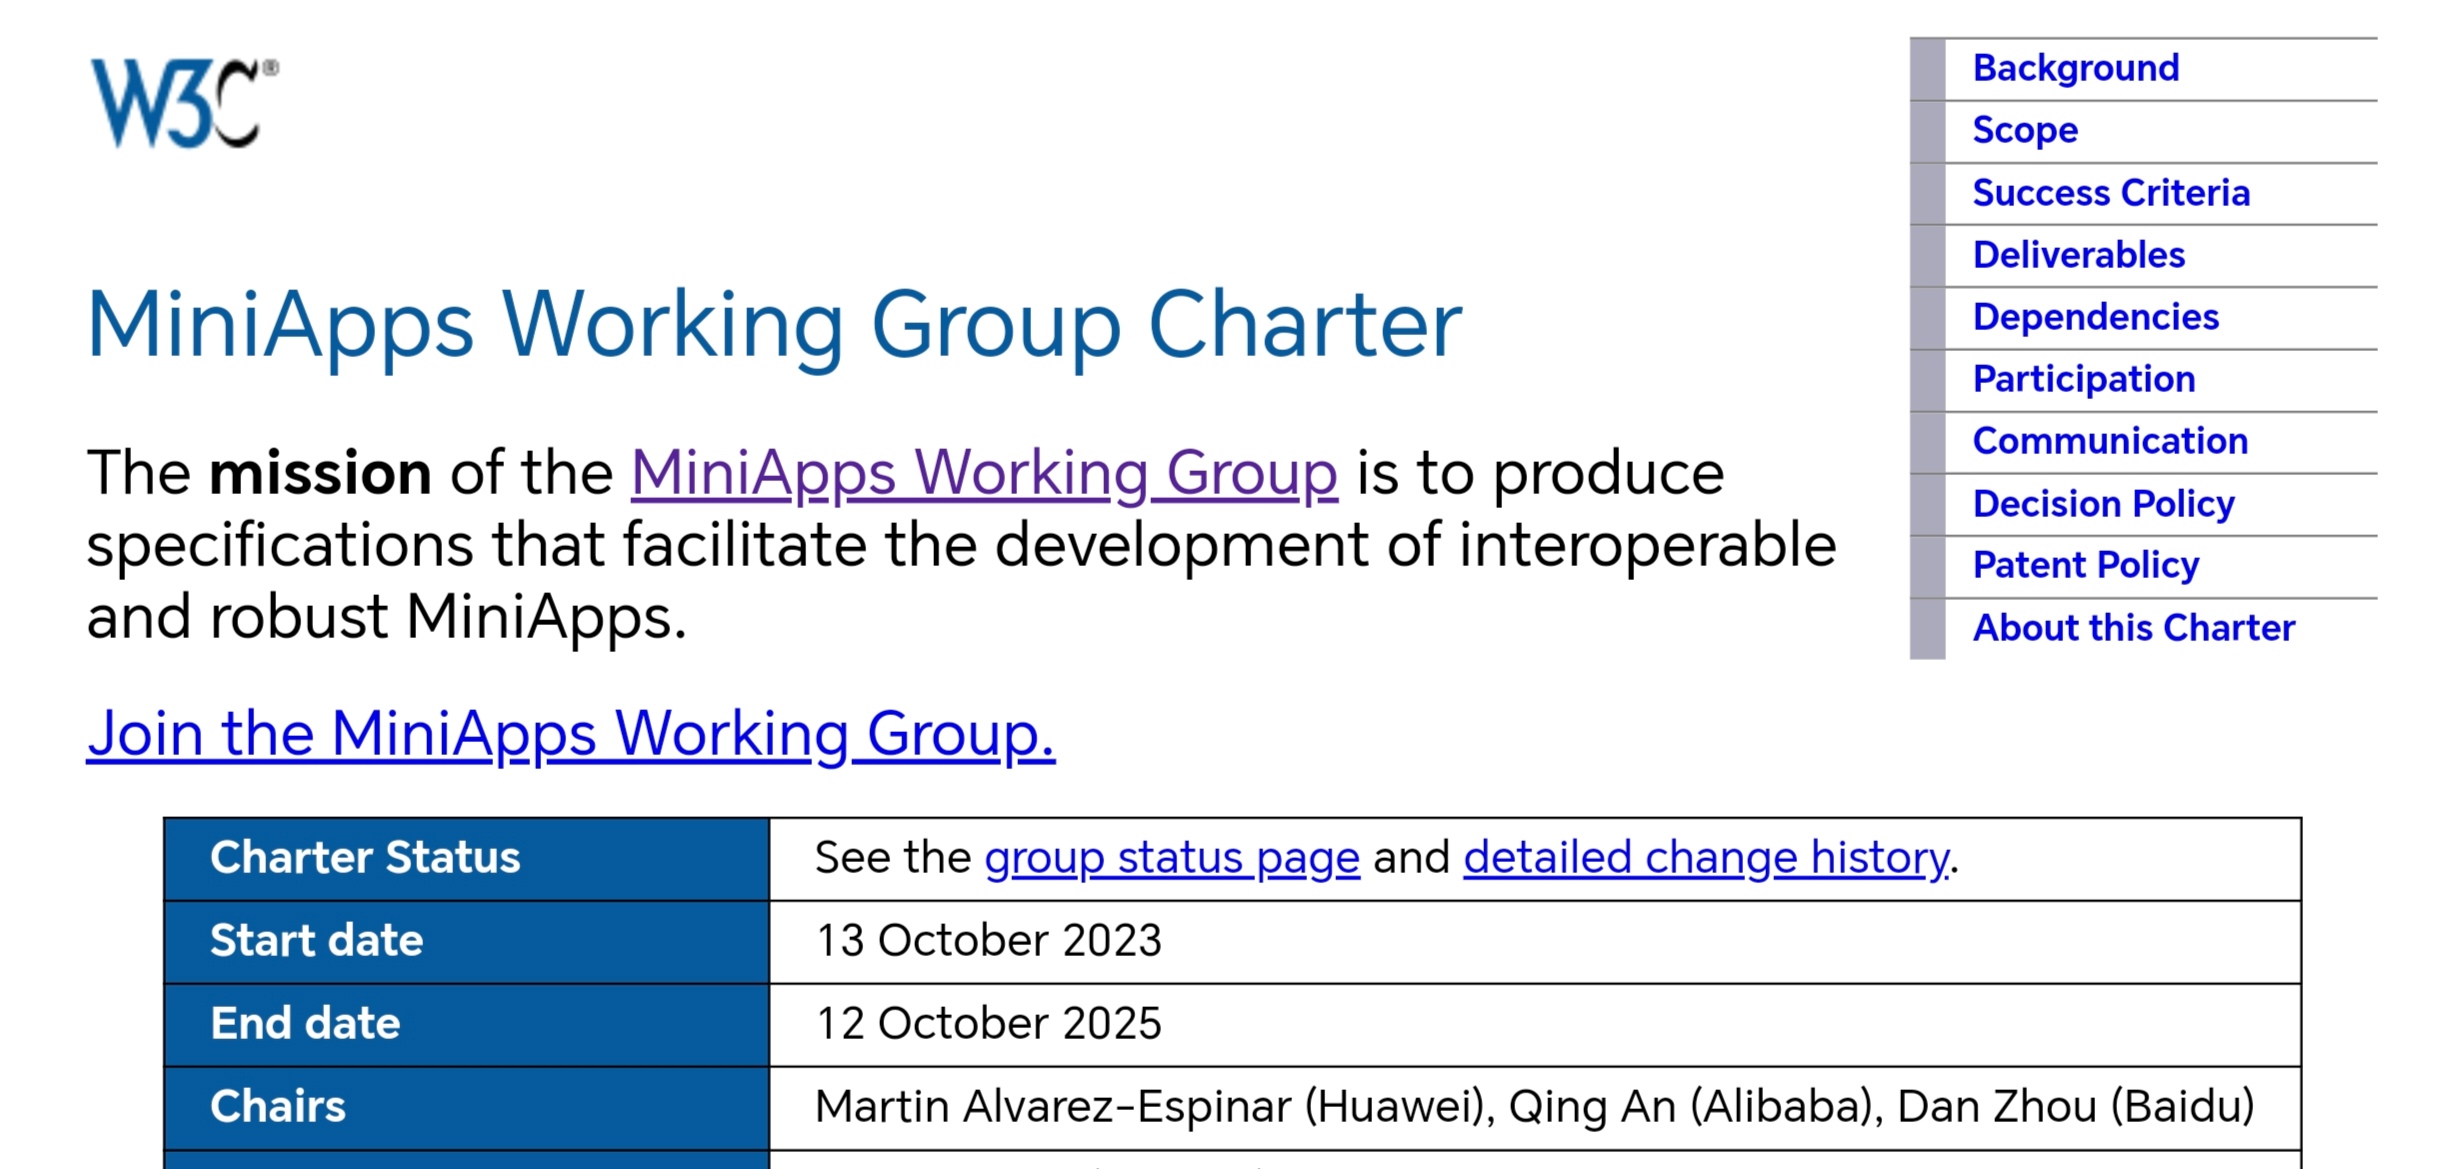 W3C®
Background
Scope
Success Criteria
Deliverables
Dependencies
Participation
Communication
Decision Policy
Patent Policy
About this Charter
MiniApps Working Group Charter
The mission of the MiniApps Working Group is to produce
specifications that facilitate the development of interoperable
and robust MiniApps.
Join the MiniApps Working Group.
Charter Status See the group status page and detailed change history.
Start date 13 October 2023
End date 12 October 2025
Chairs Martin Alvarez-Espinar (Huawei), Qing An (Alibaba), Dan Zhou (Baidu)